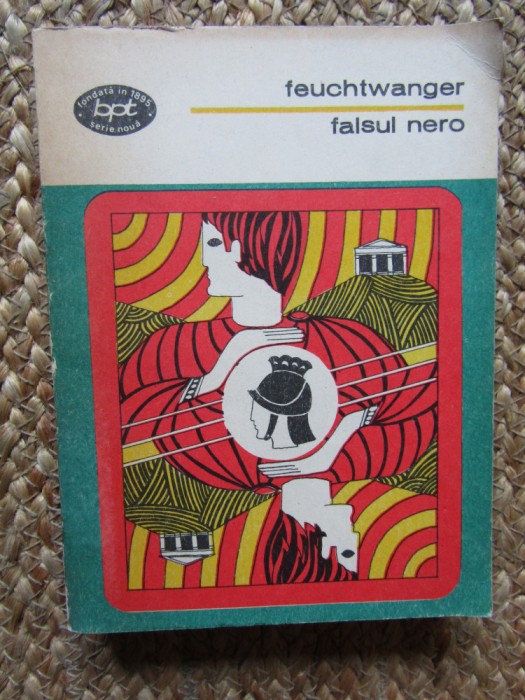 fondată în 1895
bpt
serie nouă
feuchtwanger
falsul nero